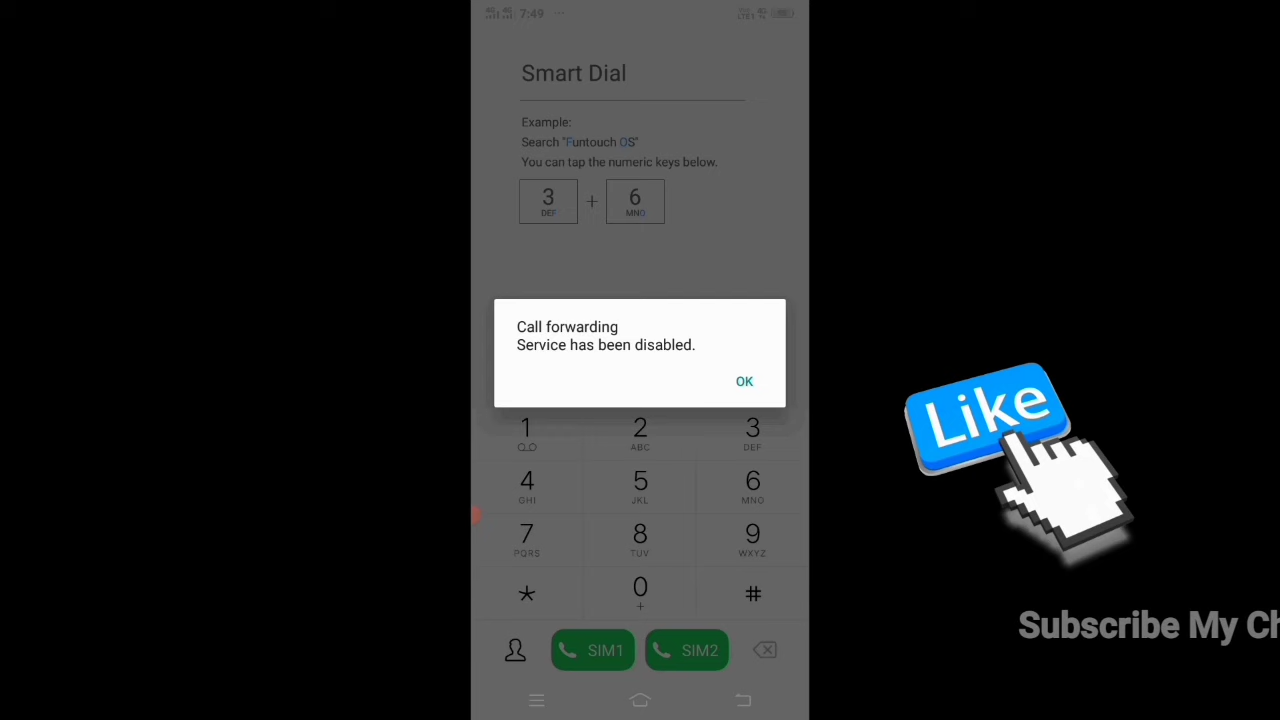 7:49 ...
Smart Dial
Example:
Search "Funtouch OS"
You can tap the numeric keys below.
3 + 6
DEF MNO
Call forwarding
Service has been disabled.
OK
1 2 3
ABC DEF
4 5 6
GHI JKL MNO
7 8 9
PQRS TUV WXYZ
* 0 #
+
SIM1 SIM2
Like
Subscribe My Ch